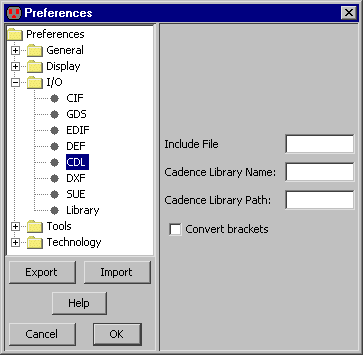 Preferences
Preferences
General
Display
I/O
CIF
GDS
EDIF
DEF
CDL
DXF
SUE
Library
Tools
Technology
Export
Import
Help
Cancel
OK
Include File
Cadence Library Name:
Cadence Library Path:
Convert brackets